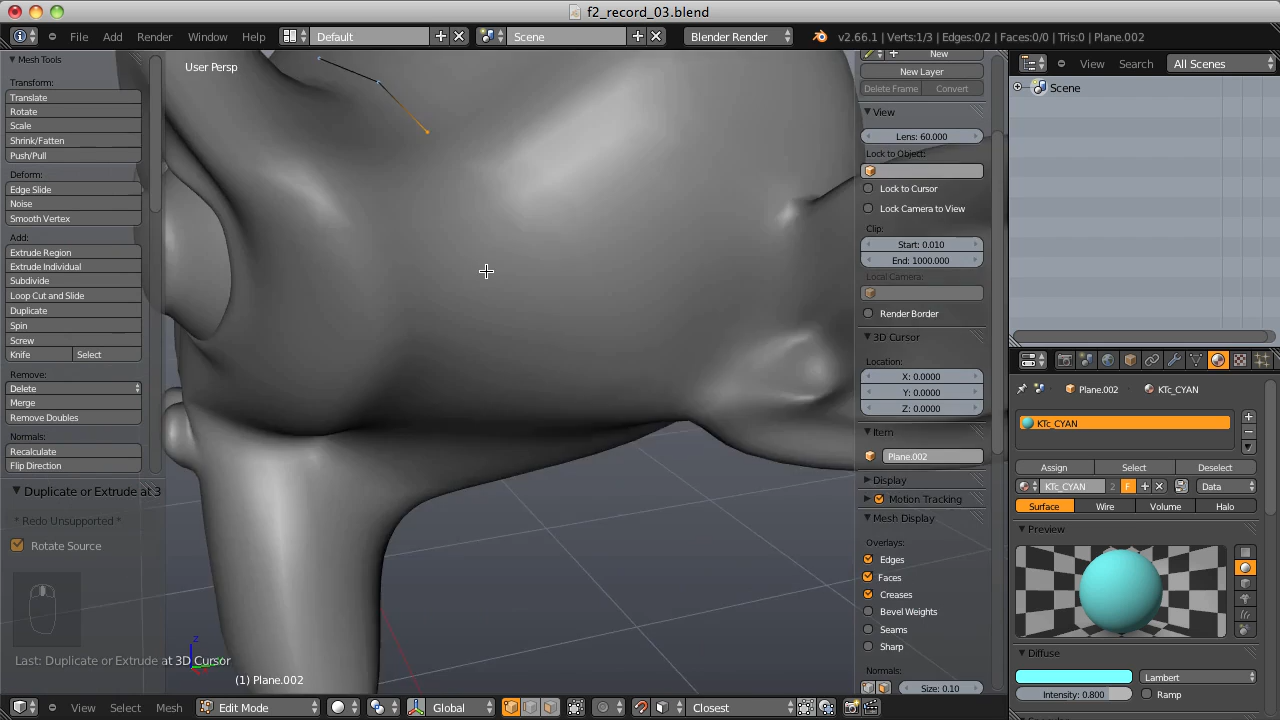 f2_record_03.blend
File Add Render Window Help Default Scene Blender Render v2.66.1 | Verts:1/3 | Edges:0/2 | Faces:0/0 | Tris:0 | Plane.002
Mesh Tools
Transform:
Translate
Rotate
Scale
Shrink/Fatten
Push/Pull
Deform:
Edge Slide
Noise
Smooth Vertex
Add:
Extrude Region
Extrude Individual
Subdivide
Loop Cut and Slide
Duplicate
Spin
Screw
Knife Select
Remove:
Delete
Merge
Remove Doubles
Normals:
Recalculate
Flip Direction
Duplicate or Extrude at 3
* Redo Unsupported *
Rotate Source
Last: Duplicate or Extrude at 3D Cursor
User Persp
z
(1) Plane.002
New
New Layer
Delete Frame Convert
View
Lens: 60.000
Lock to Object:
Lock to Cursor
Lock Camera to View
Clip:
Start: 0.010
End: 1000.000
Local Camera:
Render Border
3D Cursor
Location:
X: 0.0000
Y: 0.0000
Z: 0.0000
Item
Plane.002
Display
Motion Tracking
Mesh Display
Overlays:
Edges
Faces
Creases
Bevel Weights
Seams
Sharp
Normals:
Size: 0.10
View Search All Scenes
Scene
Plane.002 KTc_CYAN
KTc_CYAN
Assign Select Deselect
KTc_CYAN 2 F Data
Surface Wire Volume Halo
Preview
Diffuse
Lambert
Intensity: 0.800 Ramp
View Select Mesh Edit Mode Global Closest